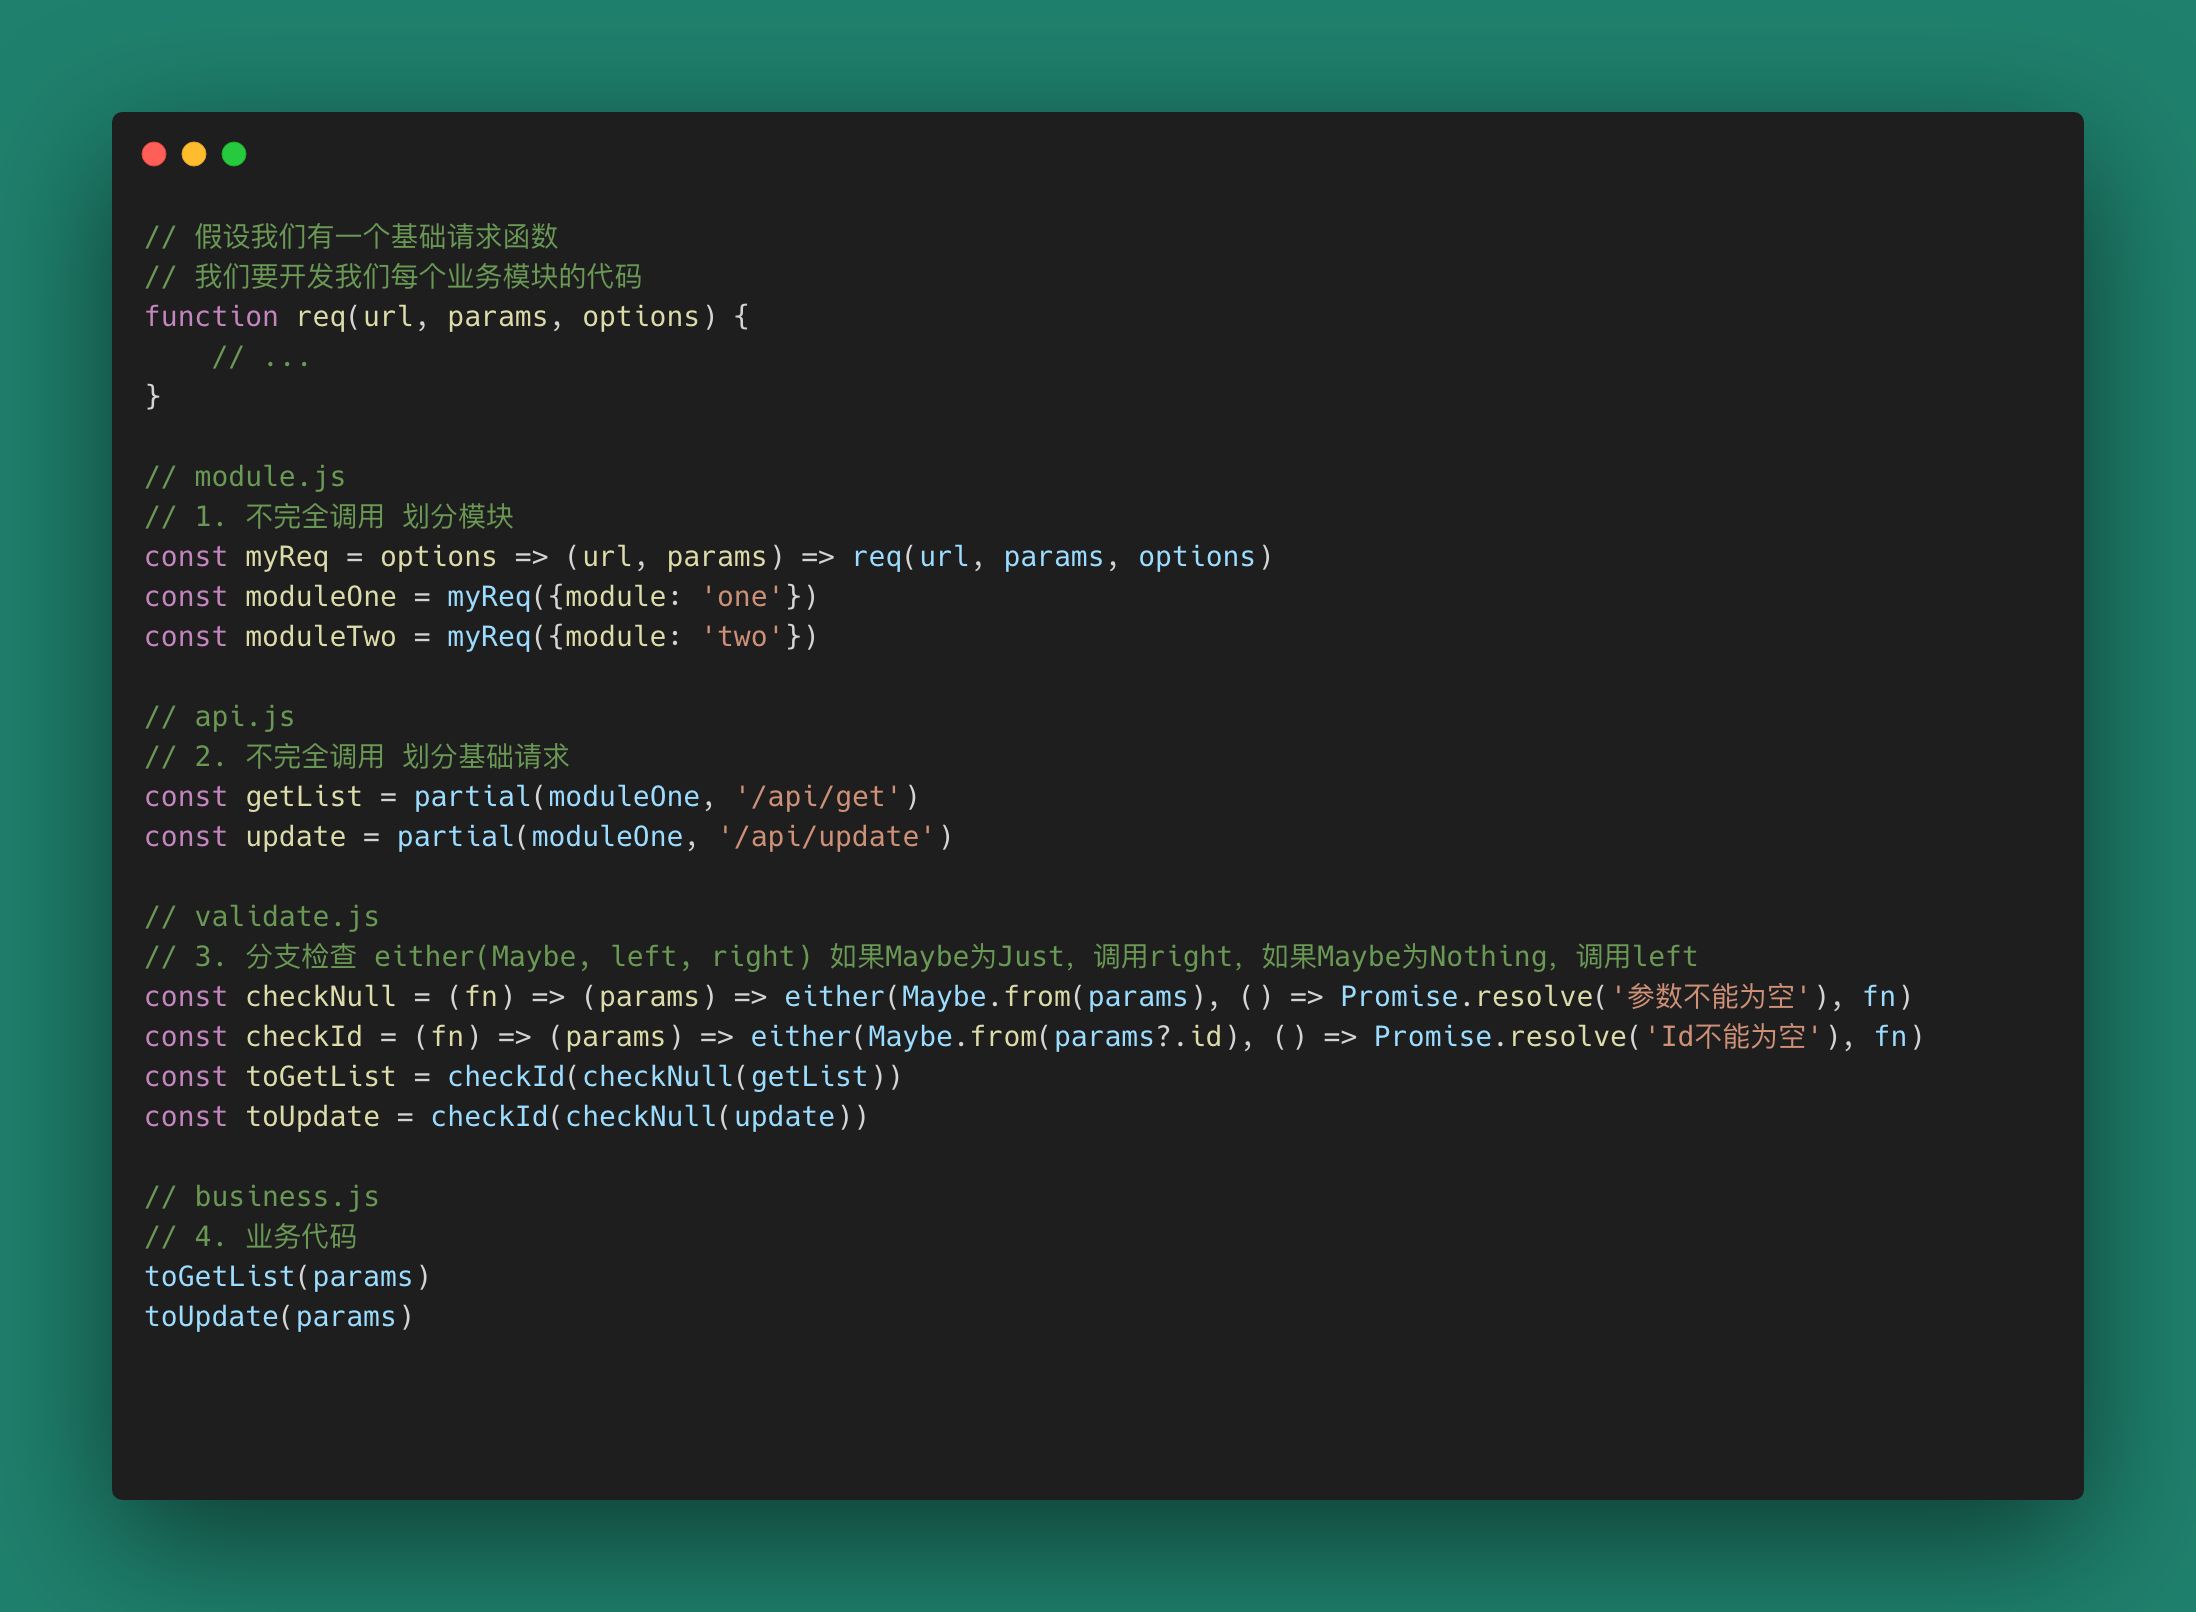 // 假设我们有一个基础请求函数
// 我们要开发我们每个业务模块的代码
function req(url, params, options) {
    // ...
}

// module.js
// 1. 不完全调用 划分模块
const myReq = options => (url, params) => req(url, params, options)
const moduleOne = myReq({module: 'one'})
const moduleTwo = myReq({module: 'two'})

// api.js
// 2. 不完全调用 划分基础请求
const getList = partial(moduleOne, '/api/get')
const update = partial(moduleOne, '/api/update')

// validate.js
// 3. 分支检查 either(Maybe, left, right) 如果Maybe为Just，调用right，如果Maybe为Nothing，调用left
const checkNull = (fn) => (params) => either(Maybe.from(params), () => Promise.resolve('参数不能为空'), fn)
const checkId = (fn) => (params) => either(Maybe.from(params?.id), () => Promise.resolve('Id不能为空'), fn)
const toGetList = checkId(checkNull(getList))
const toUpdate = checkId(checkNull(update))

// business.js
// 4. 业务代码
toGetList(params)
toUpdate(params)